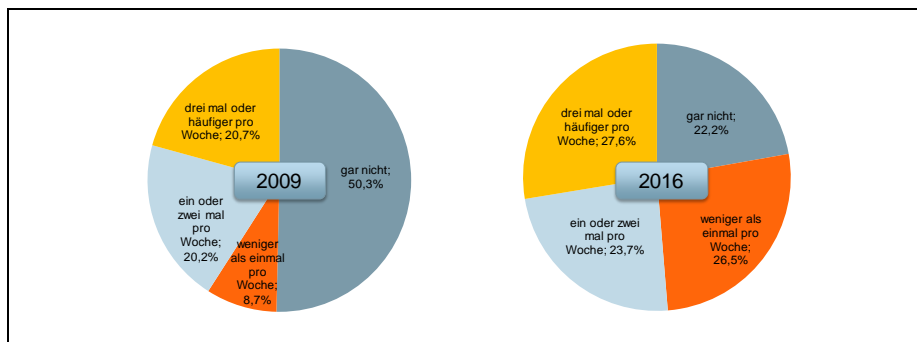 drei mal oder
häufiger pro
Woche; 20,7%
gar nicht;
50,3%
2009
ein oder
zwei mal
pro
Woche;
20,2%
weniger
als einmal
pro
Woche;
8,7%
drei mal oder
häufiger pro
Woche; 27,6%
gar nicht;
22,2%
2016
ein oder zwei
mal pro
Woche; 23,7%
weniger als
einmal pro
Woche;
26,5%